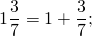 1\frac{3}{7} = 1 + \frac{3}{7};